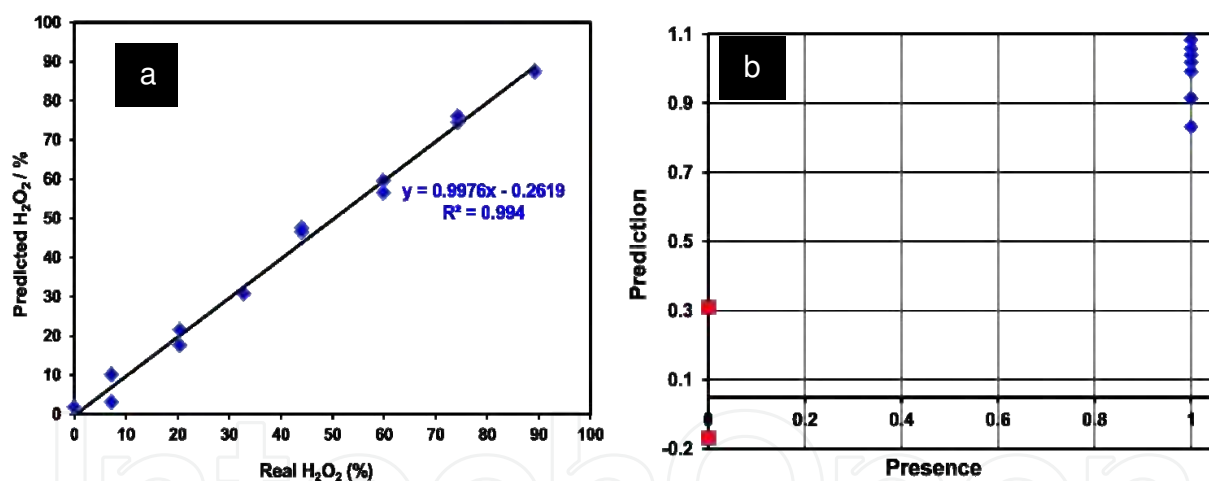 a
100
90
80
70
60
50
40
30
20
10
0
0 10 20 30 40 50 60 70 80 90 100
Predicted H₂O₂ / %
Real H₂O₂ (%)
y = 0.9976x - 0.2619
R² = 0.994
b
1.1
0.9
0.7
0.5
0.3
0.1
-0.2
0 0.2 0.4 0.6 0.8 1
Prediction
Presence
IntechOpen